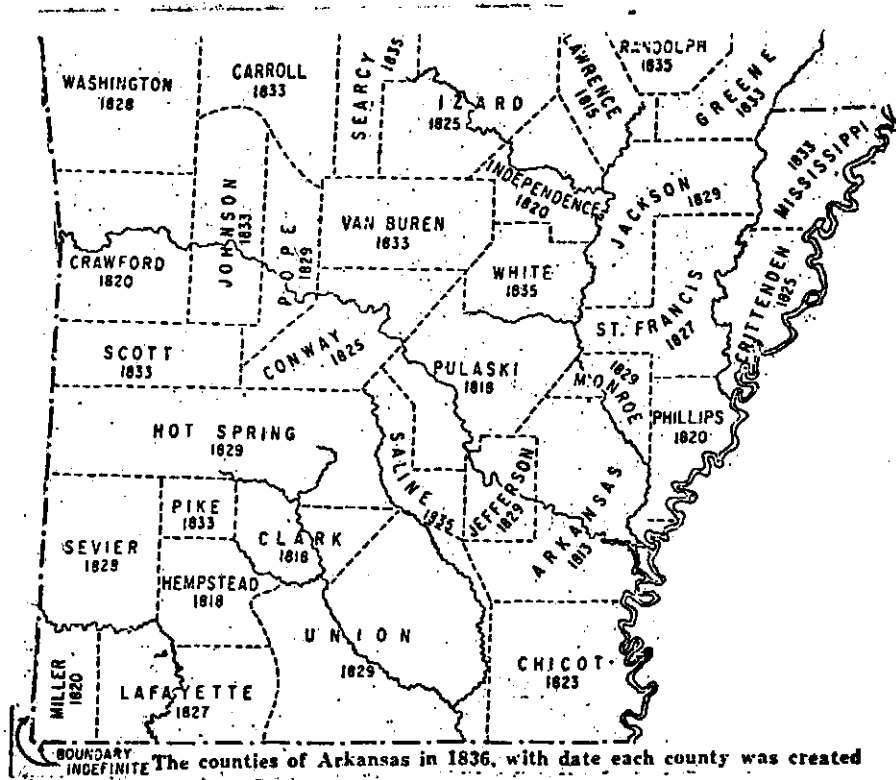 WASHINGTON
1828
CARROLL
1833
SEARCY
1835
IZARD
1825
LAWRENCE
1815
RANDOLPH
1835
GREENE
1833
1833
MISSISSIPPI
INDEPENDENCE
1820
JACKSON
1829
JOHNSON
1833
POPE
1829
VAN BUREN
1833
WHITE
1835
CRAWFORD
1820
ST. FRANCIS
1827
CRITTENDEN
1825
SCOTT
1833
CONWAY
1825
PULASKI
1818
1829
MONROE
PHILLIPS
1820
HOT SPRING
1829
SALINE
1935
JEFFERSON
1829
ARKANSAS
1813
PIKE
1833
CLARK
1818
SEVIER
1829
HEMPSTEAD
1818
UNION
1829
CHICOT
1823
MILLER
1820
LAFAYETTE
1827
BOUNDARY
INDEFINITE
The counties of Arkansas in 1836, with date each county was created